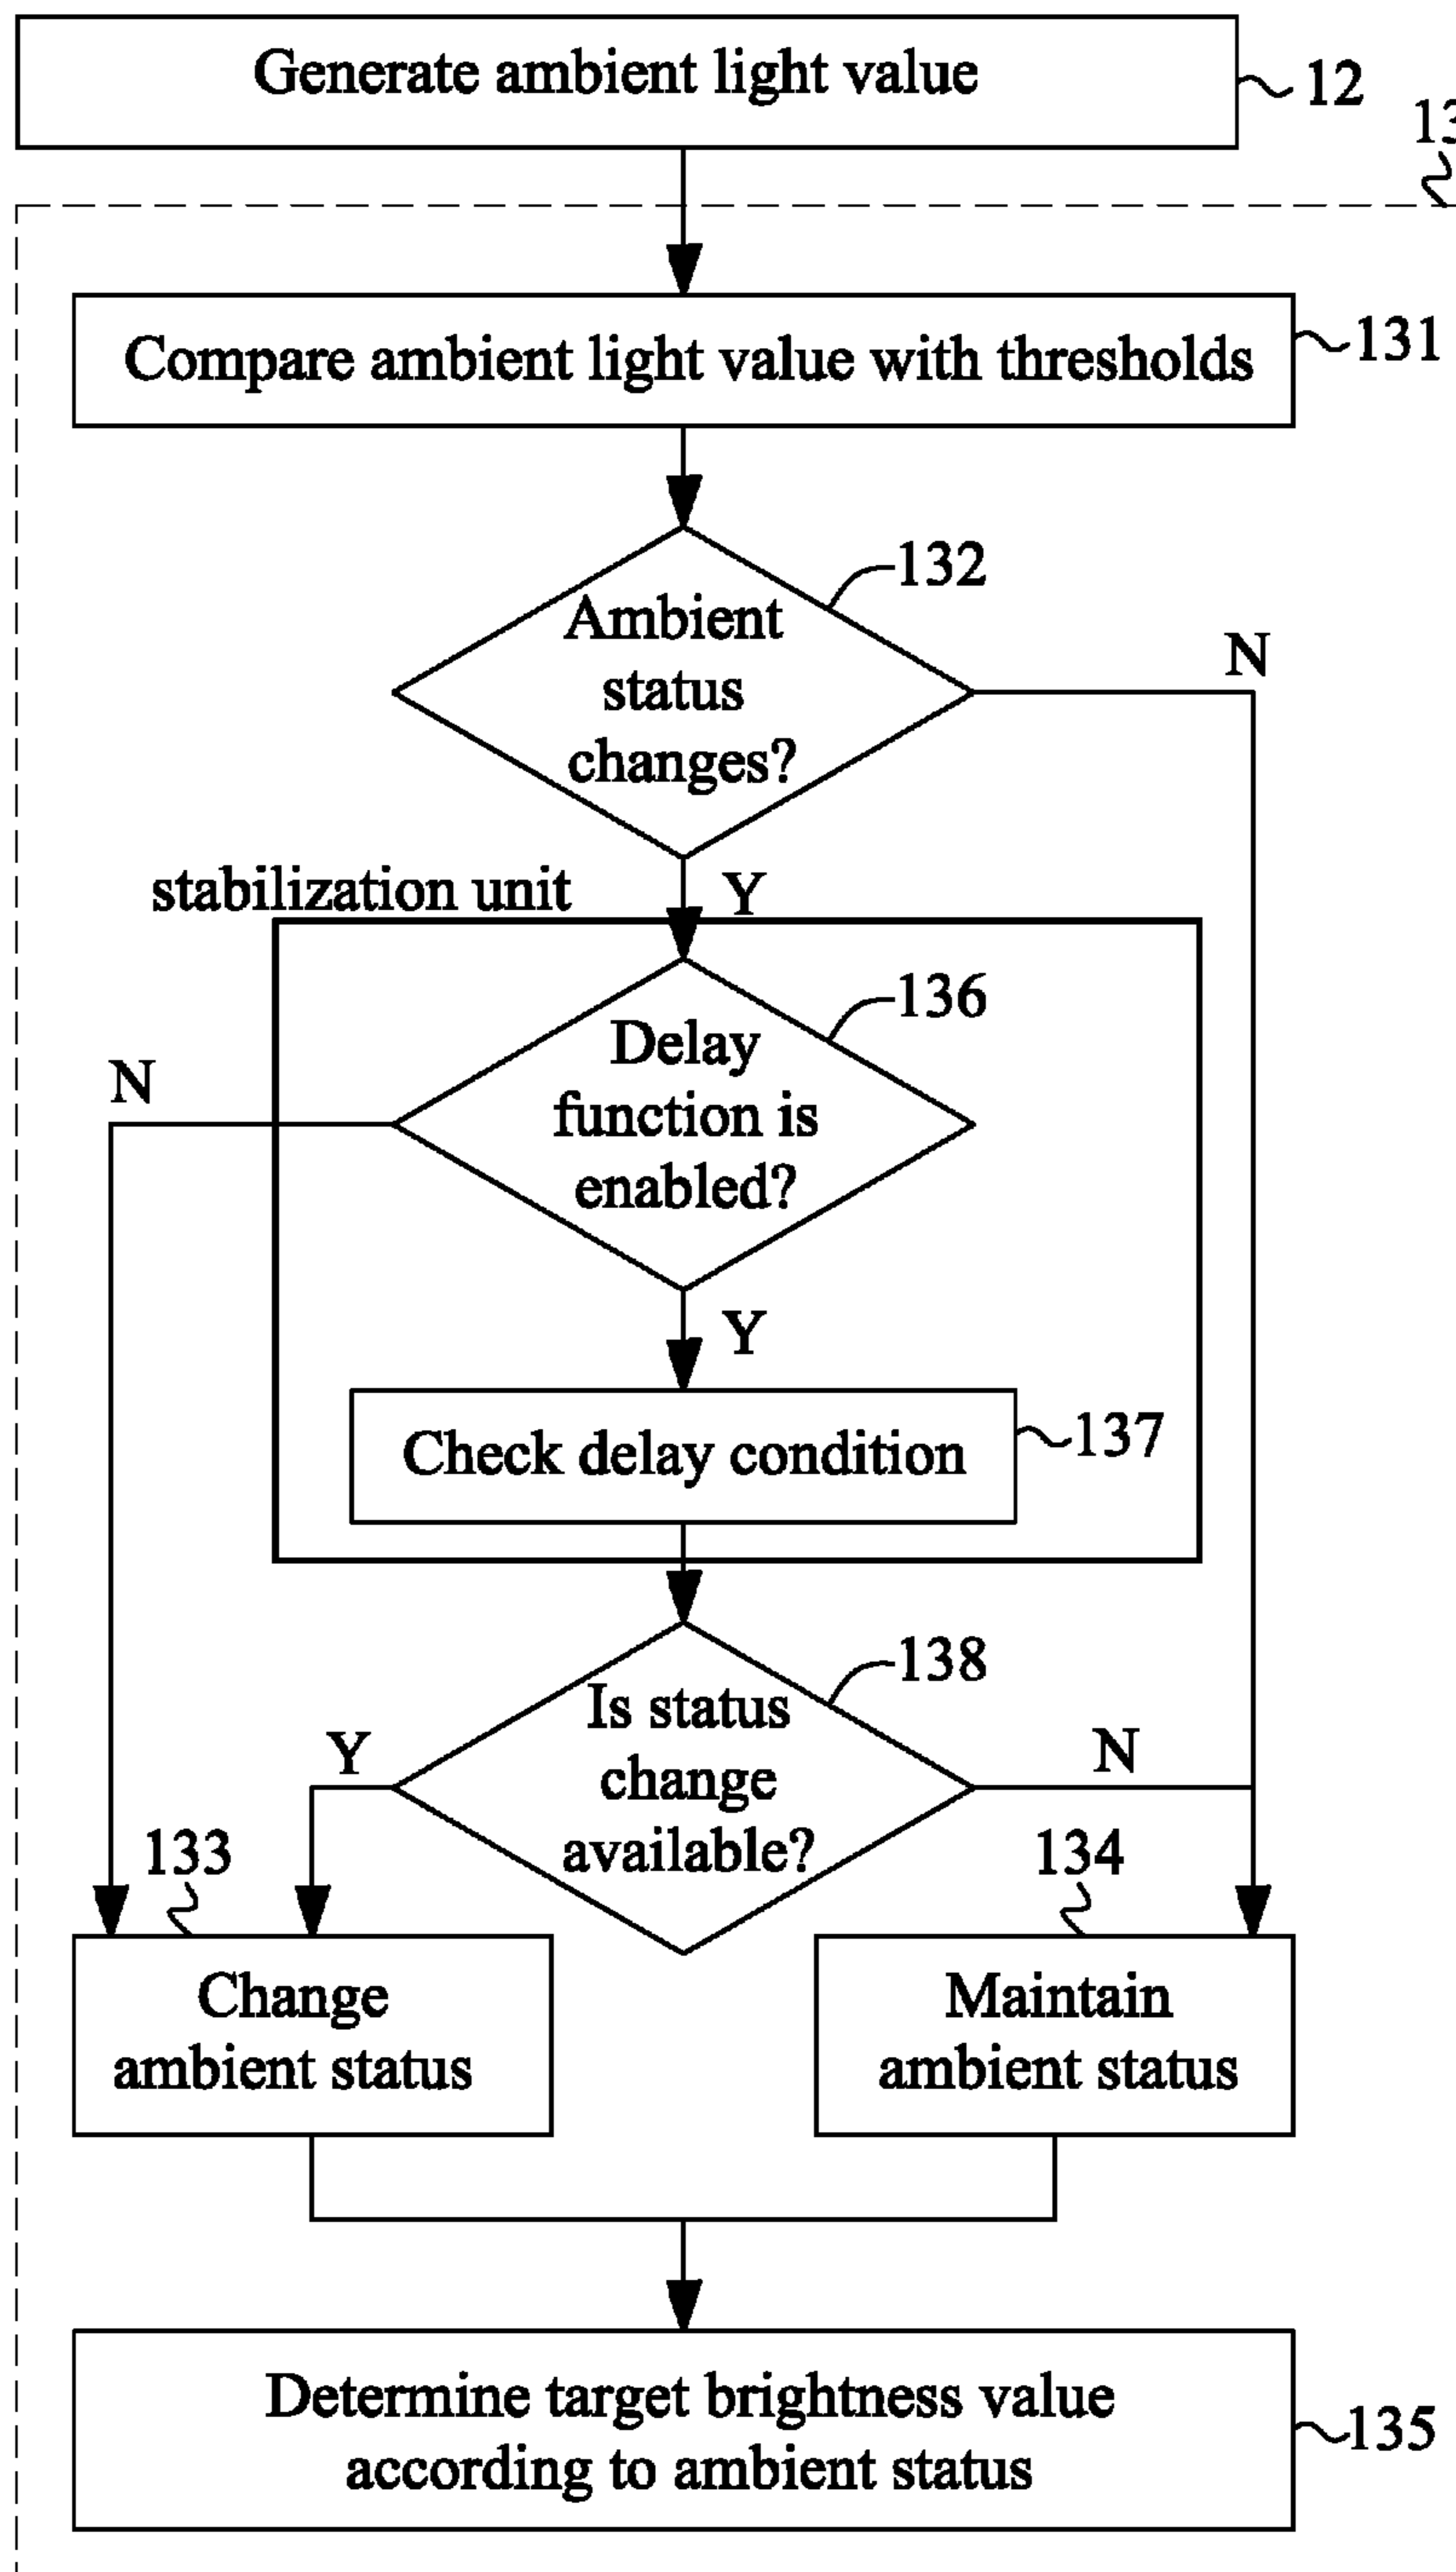 Generate ambient light value
12
13
Compare ambient light value with thresholds
131
132
Ambient
status
changes?
N
Y
stabilization unit
136
Delay
function is
enabled?
N
Y
Check delay condition
137
138
Is status
change
available?
Y
N
133
134
Change
ambient status
Maintain
ambient status
Determine target brightness value
according to ambient status
135